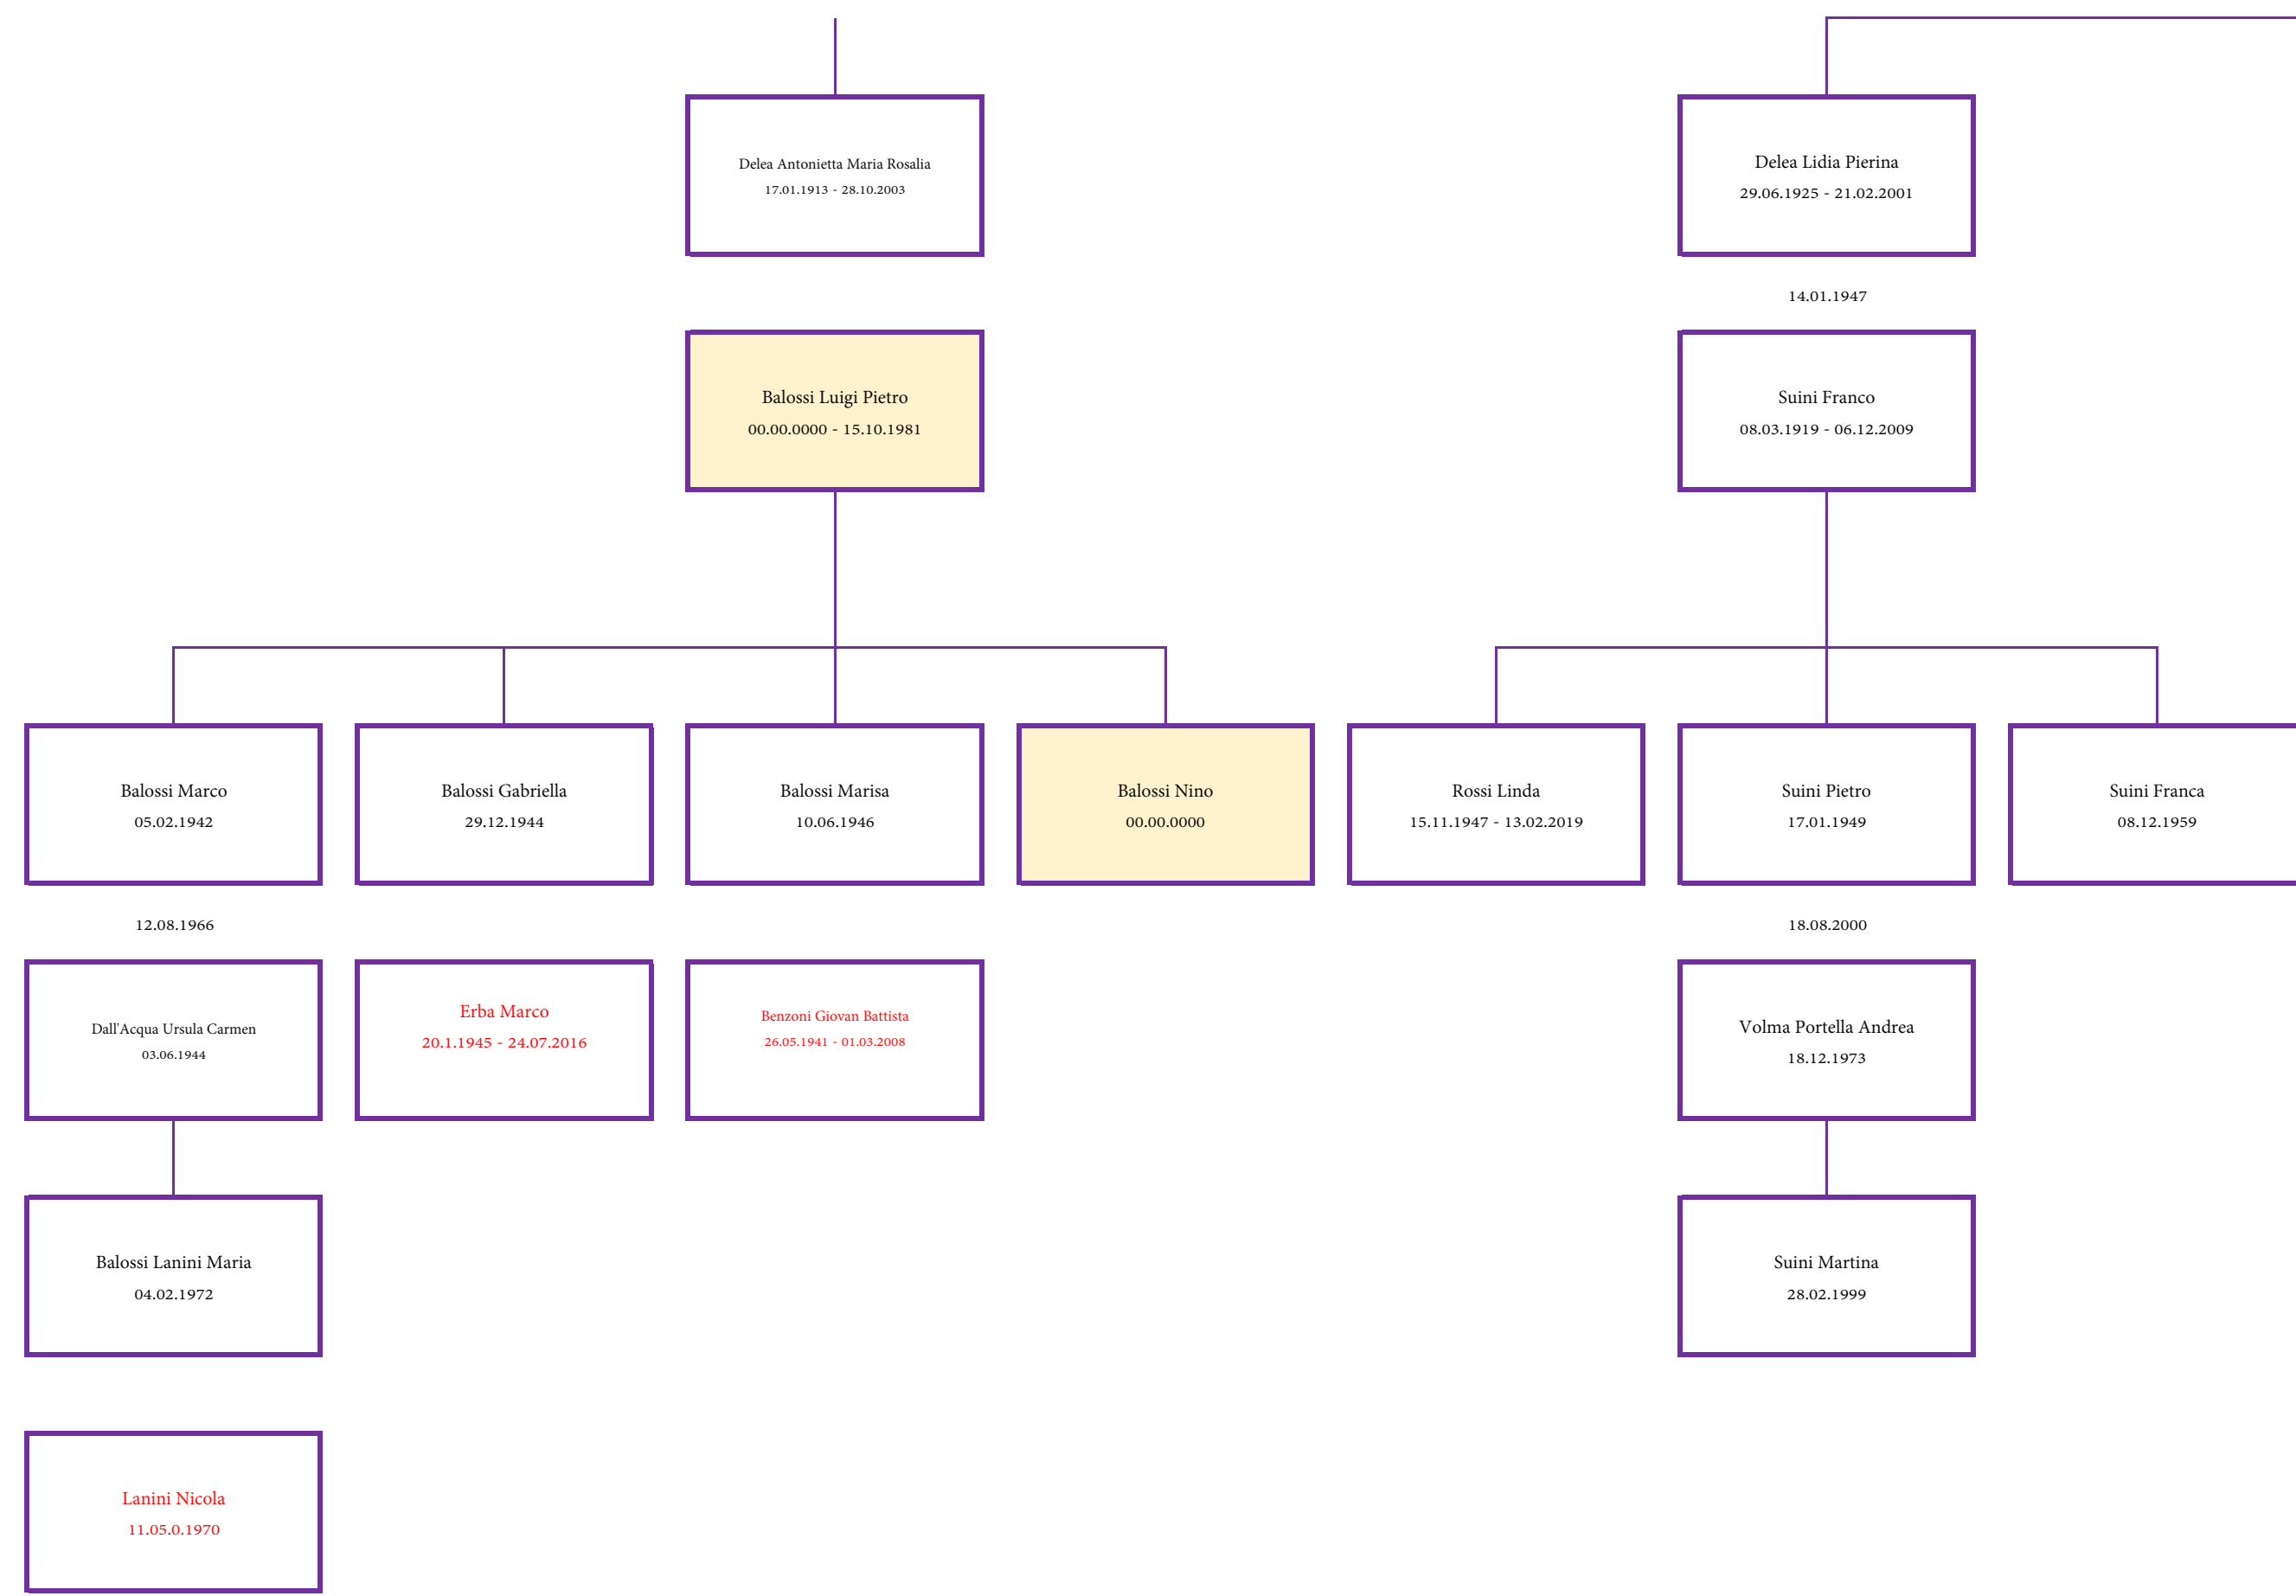 Delea Antonietta Maria Rosalia
17.01.1913 - 28.10.2003
Delea Lidia Pierina
29.06.1925 - 21.02.2001
14.01.1947
Balossi Luigi Pietro
00.00.0000 - 15.10.1981
Suini Franco
08.03.1919 - 06.12.2009
Balossi Marco
05.02.1942
Balossi Gabriella
29.12.1944
Balossi Marisa
10.06.1946
Balossi Nino
00.00.0000
Rossi Linda
15.11.1947 - 13.02.2019
Suini Pietro
17.01.1949
Suini Franca
08.12.1959
12.08.1966
18.08.2000
Dall'Acqua Ursula Carmen
03.06.1944
Erba Marco
20.1.1945 - 24.07.2016
Benzoni Giovan Battista
26.05.1941 - 01.03.2008
Volma Portella Andrea
18.12.1973
Balossi Lanini Maria
04.02.1972
Suini Martina
28.02.1999
Lanini Nicola
11.05.0.1970